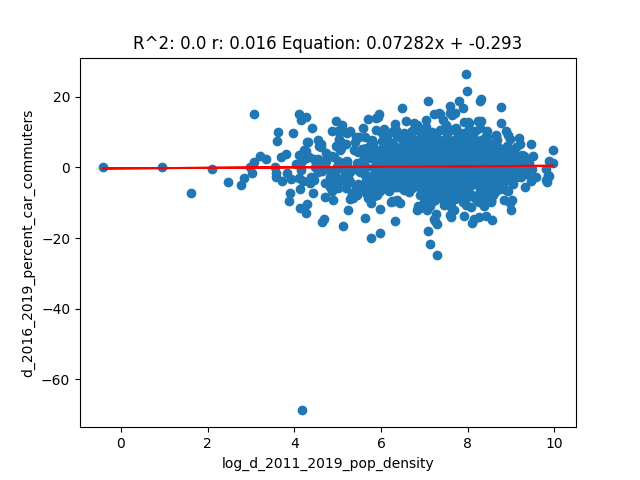 R^2: 0.0 r: 0.016 Equation: 0.07282x + -0.293
20
0
−20
−40
−60
d_2016_2019_percent_car_commuters
0 2 4 6 8 10
log_d_2011_2019_pop_density